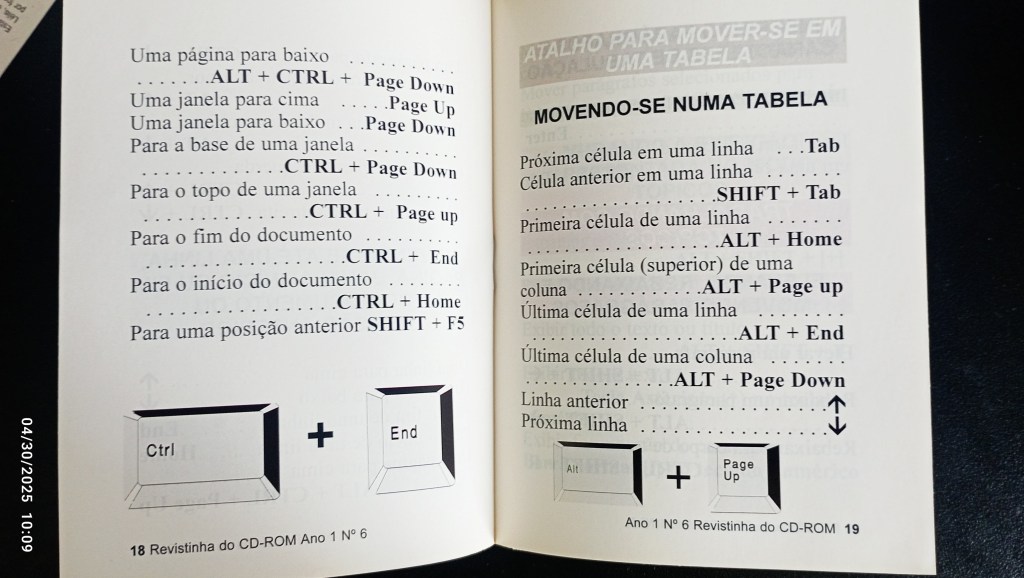 Uma página para baixo . . . . . . . . . . .
. . . . . . .ALT + CTRL + Page Down
Uma janela para cima . . . . .Page Up
Uma janela para baixo . . .Page Down
Para a base de uma janela . . . . . . . . . .
. . . . . . . . . . . . .CTRL + Page Down
Para o topo de uma janela . . . . . . . . .
. . . . . . . . . . . . . . . .CTRL + Page up
Para o fim do documento . . . . . . . . . .
. . . . . . . . . . . . . . . . . .CTRL + End
Para o início do documento . . . . . . . .
. . . . . . . . . . . . . . . . .CTRL + Home
Para uma posição anterior SHIFT + F5
Ctrl
+
End
18 Revistinha do CD-ROM Ano 1 Nº 6
ATALHO PARA MOVER-SE EM
UMA TABELA
MOVENDO-SE NUMA TABELA
Próxima célula em uma linha . . .Tab
Célula anterior em uma linha . . . . . . .
. . . . . . . . . . . . . . . . .SHIFT + Tab
Primeira célula de uma linha . . . . . . . .
. . . . . . . . . . . . . . . . . .ALT + Home
Primeira célula (superior) de uma
coluna . . . . . . . . . . . .ALT + Page up
Última célula de uma linha . . . . . . . . .
. . . . . . . . . . . . . . . . . . . .ALT + End
Última célula de uma coluna . . . . . . .
. . . . . . . . . . . . . .ALT + Page Down
Linha anterior . . . . . . . . . . . . . . . . . .↑
Próxima linha . . . . . . . . . . . . . . . . . .↓
Alt
+
Page
Up
Ano 1 Nº 6 Revistinha do CD-ROM 19
04/30/2025 10:09